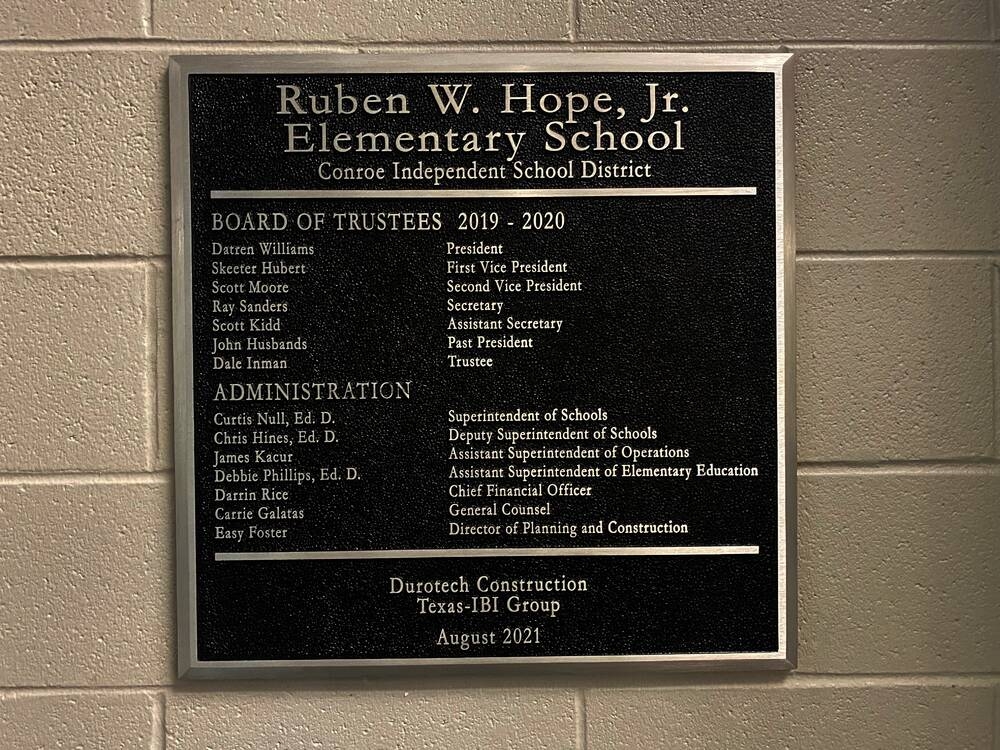 Ruben W. Hope, Jr.
Elementary School
Conroe Independent School District
BOARD OF TRUSTEES 2019 - 2020
Datren Williams President
Skeeter Hubert First Vice President
Scott Moore Second Vice President
Ray Sanders Secretary
Scott Kidd Assistant Secretary
John Husbands Past President
Dale Inman Trustee
ADMINISTRATION
Curtis Null, Ed. D. Superintendent of Schools
Chris Hines, Ed. D. Deputy Superintendent of Schools
James Kacur Assistant Superintendent of Operations
Debbie Phillips, Ed. D. Assistant Superintendent of Elementary Education
Darrin Rice Chief Financial Officer
Carrie Galatas General Counsel
Easy Foster Director of Planning and Construction
Durotech Construction
Texas-IBI Group
August 2021